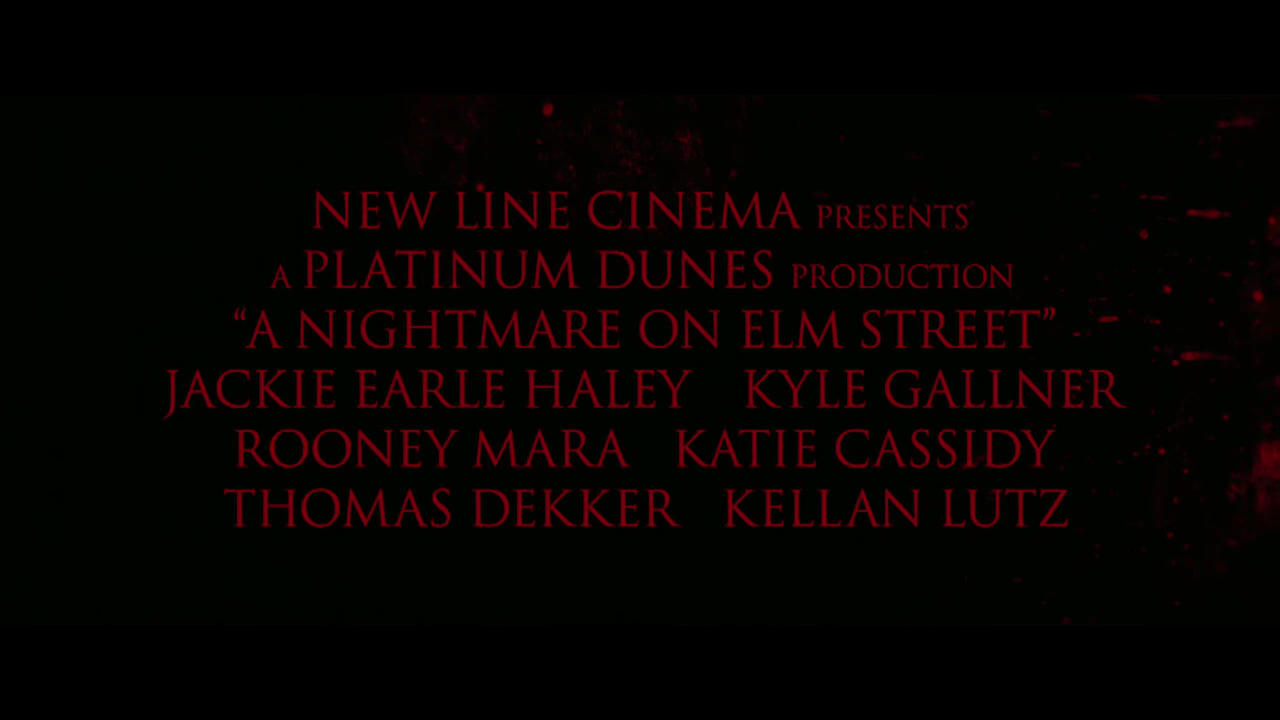 NEW LINE CINEMA PRESENTS
A PLATINUM DUNES PRODUCTION
“A NIGHTMARE ON ELM STREET”
JACKIE EARLE HALEY KYLE GALLNER
ROONEY MARA KATIE CASSIDY
THOMAS DEKKER KELLAN LUTZ